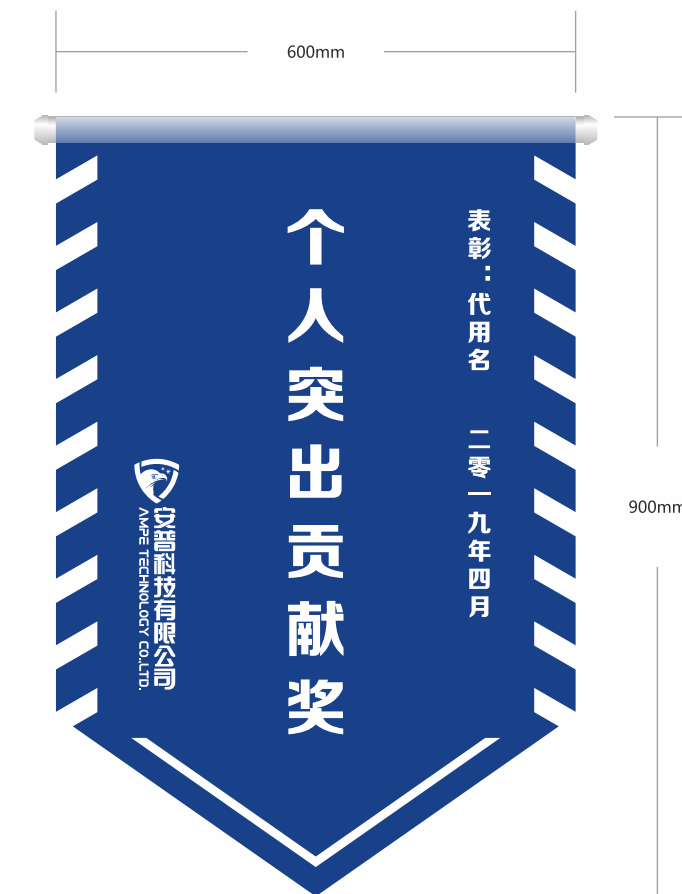 600mm
表彰：代用名 二零一九年四月
个人突出贡献奖
安普科技有限公司
AMPE TECHNOLOGY CO.,LTD.
900mm